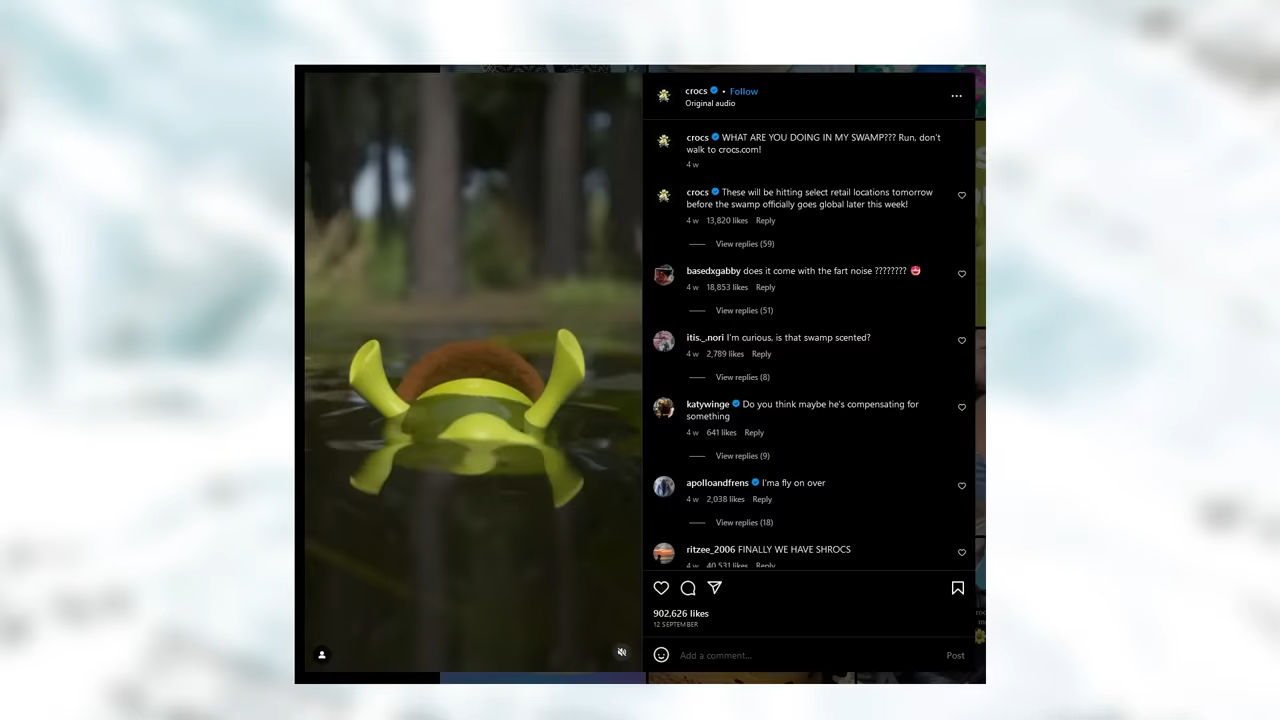 crocs • Follow
Original audio
crocs WHAT ARE YOU DOING IN MY SWAMP??? Run, don't
walk to crocs.com!
4 w
crocs These will be hitting select retail locations tomorrow
before the swamp officially goes global later this week!
4 w 13,820 likes Reply
View replies (59)
basedxgabby does it come with the fart noise ????????
4 w 18,853 likes Reply
View replies (51)
itis._.nori I'm curious, is that swamp scented?
4 w 2,789 likes Reply
View replies (8)
katywinge Do you think maybe he's compensating for
something
4 w 641 likes Reply
View replies (9)
apolloandfrens I'ma fly on over
4 w 2,038 likes Reply
View replies (18)
ritzee_2006 FINALLY WE HAVE SHROCS
4 w 40,531 likes Reply
902,626 likes
12 SEPTEMBER
Add a comment...
Post